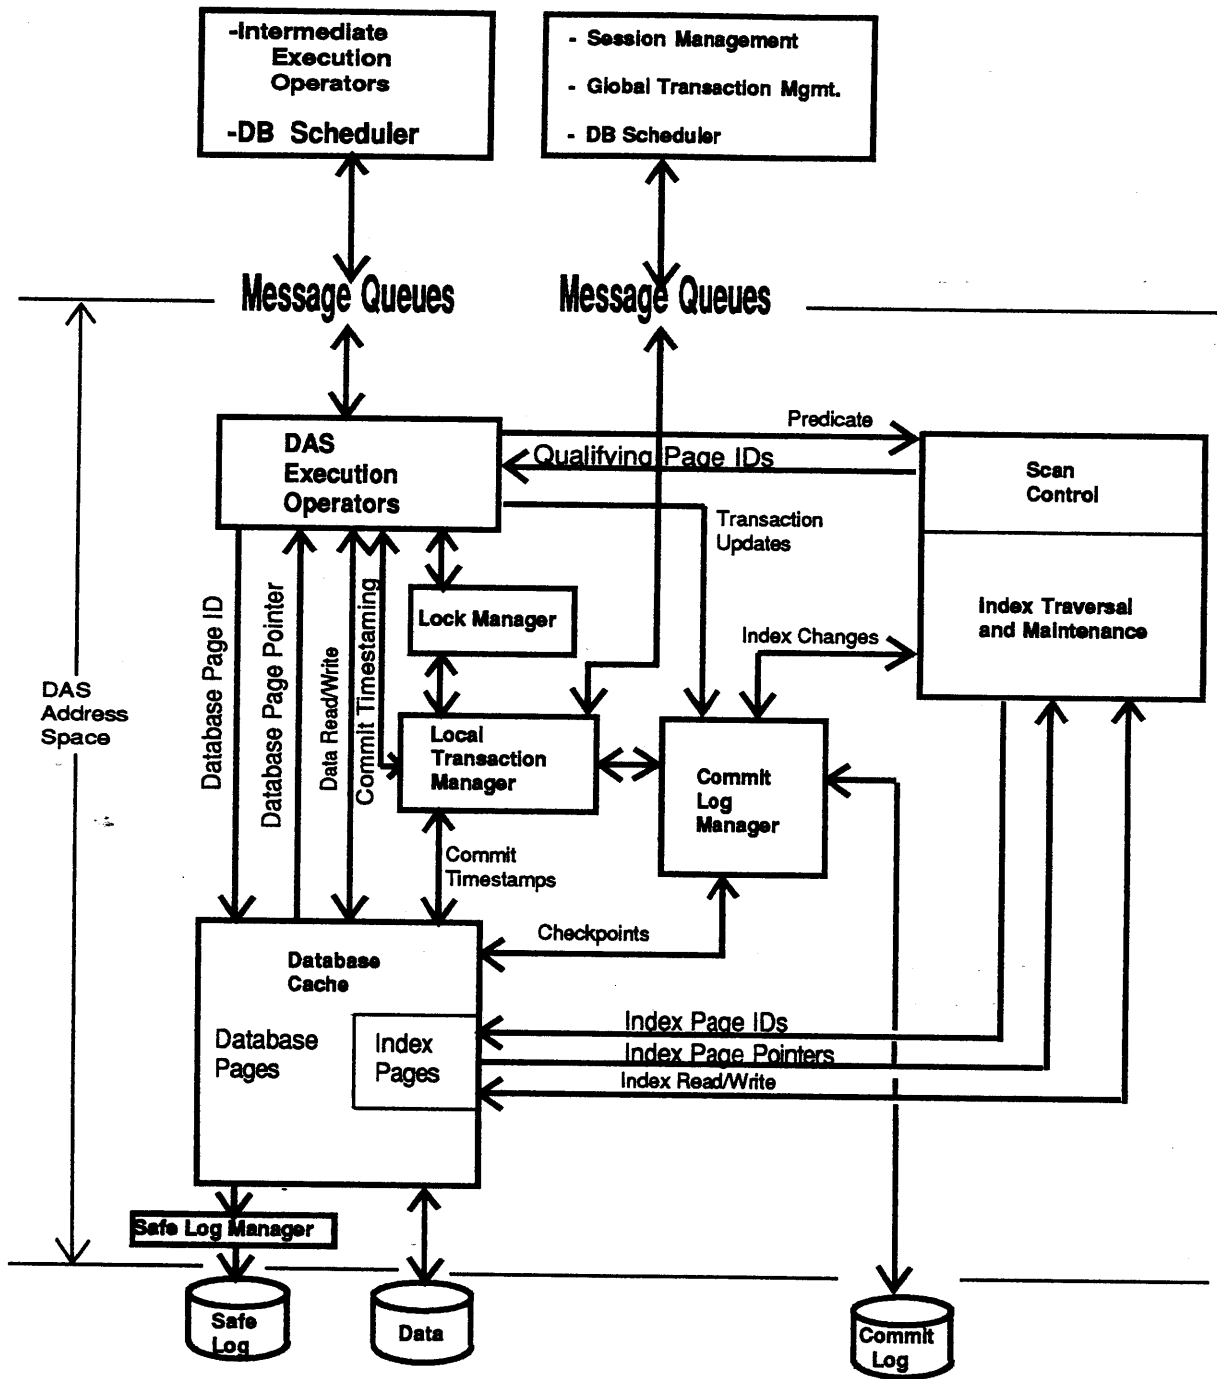 -Intermediate
Execution
Operators
-DB Scheduler
- Session Management
- Global Transaction Mgmt.
- DB Scheduler
Message Queues
Message Queues
DAS
Execution
Operators
Predicate
Qualifying Page IDs
Scan
Control
Transaction
Updates
Index Traversal
and Maintenance
Lock Manager
Index Changes
Database Page ID
Database Page Pointer
Data Read/Write
Commit Timestaming
DAS
Address
Space
Local
Transaction
Manager
Commit
Log
Manager
Commit
Timestamps
Checkpoints
Database
Cache
Database
Pages
Index
Pages
Index Page IDs
Index Page Pointers
Index Read/Write
Safe Log Manager
Safe
Log
Data
Commit
Log